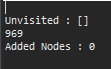 Unvisited : []
969
Added Nodes : 0